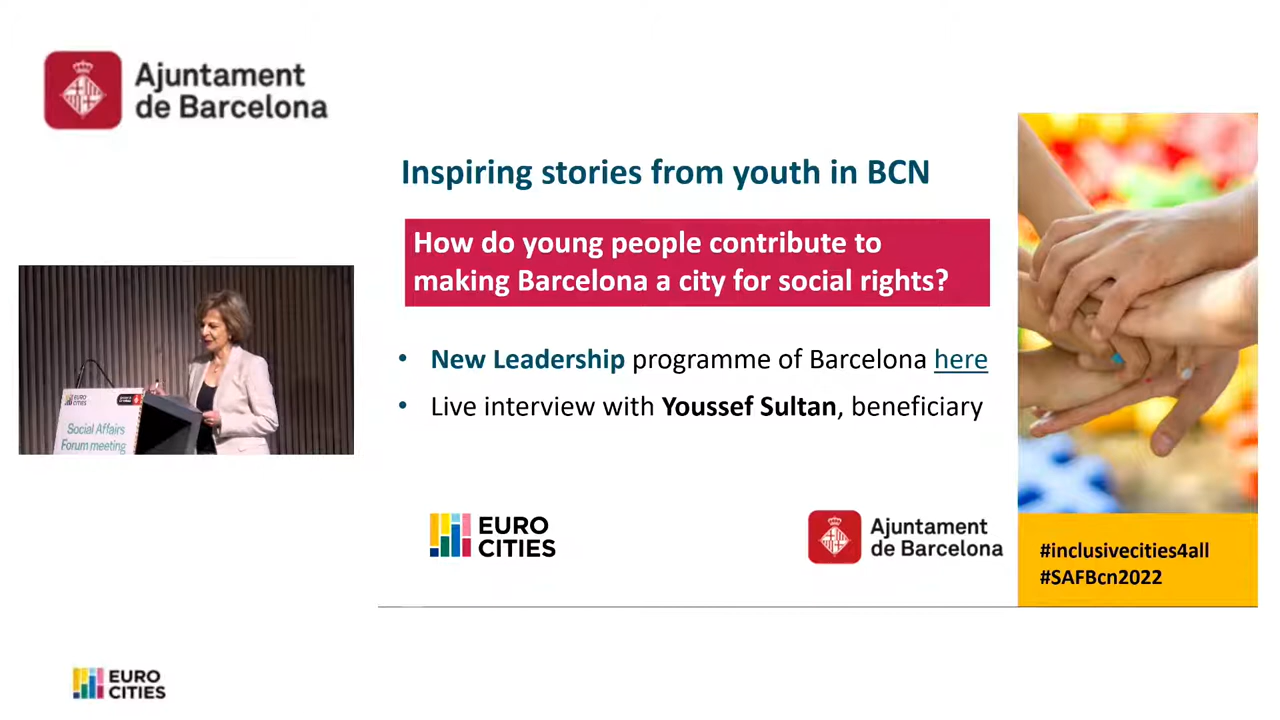 Ajuntament
de Barcelona
Inspiring stories from youth in BCN
How do young people contribute to
making Barcelona a city for social rights?
• New Leadership programme of Barcelona here
• Live interview with Youssef Sultan, beneficiary
EURO
CITIES
Social Affairs
Forum meeting
EURO
CITIES
Ajuntament
de Barcelona
#inclusivecities4all
#SAFBcn2022
EURO
CITIES